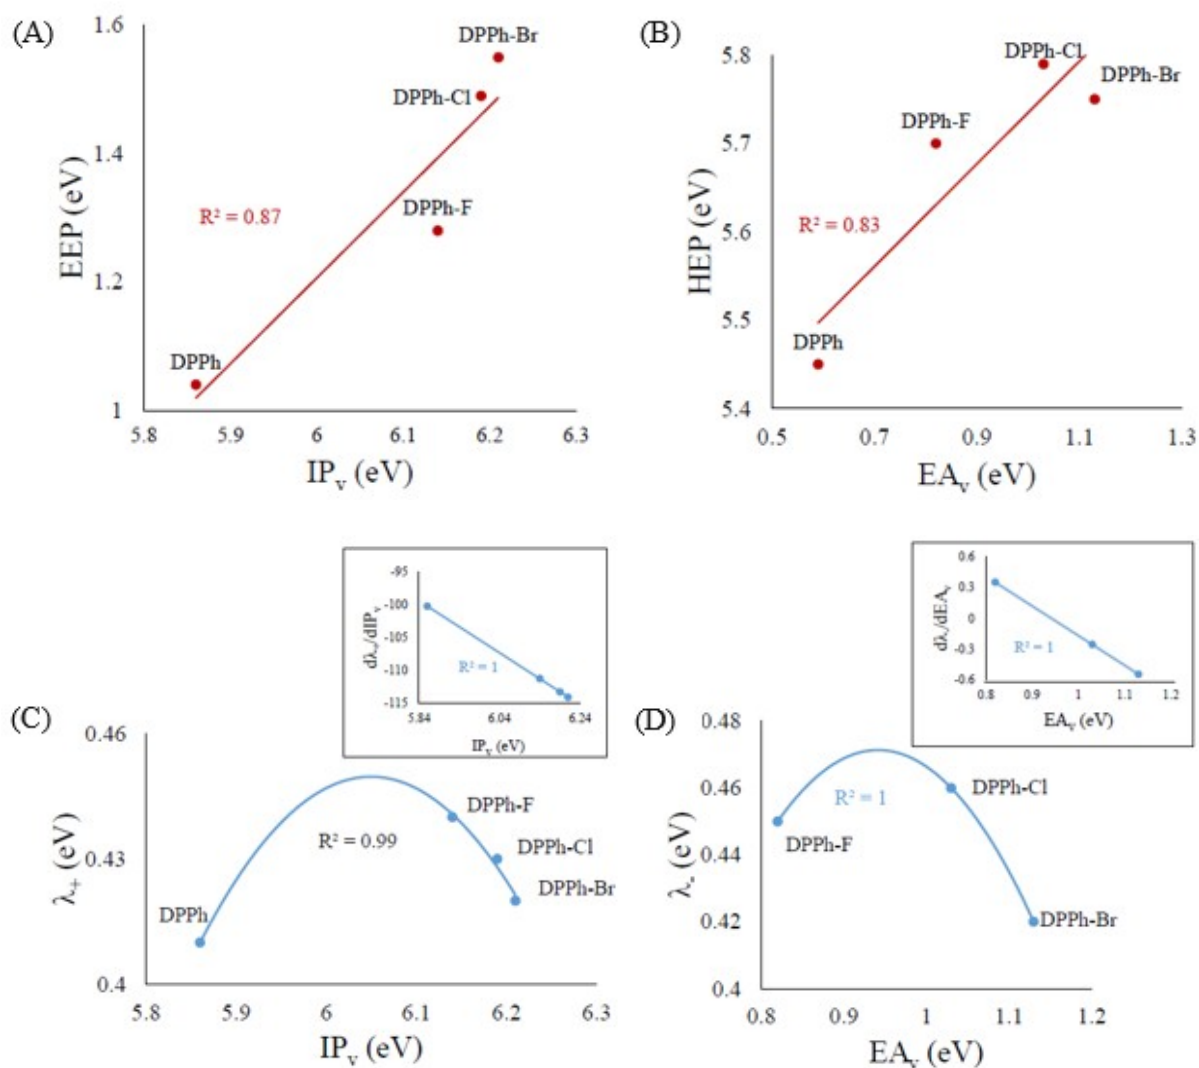 (A)
1.6
1.4
1.2
1
EEP (eV)
DPPh-Br
DPPh-Cl
DPPh-F
R² = 0.87
DPPh
5.8 5.9 6 6.1 6.2 6.3
IPv (eV)
(B)
5.8
5.7
5.6
5.5
5.4
HEP (eV)
DPPh-Cl
DPPh-Br
DPPh-F
R² = 0.83
DPPh
0.5 0.7 0.9 1.1 1.3
EAv (eV)
-95
-100
-105
-110
-115
dλ+/dIPv
R² = 1
5.84 6.04 6.24
IPv (eV)
(C)
0.46
0.43
0.4
λ+ (eV)
DPPh-F
R² = 0.99
DPPh-Cl
DPPh-Br
DPPh
5.8 5.9 6 6.1 6.2 6.3
IPv (eV)
0.6
0.3
0
-0.3
-0.6
dλ-/dEAv
R² = 1
0.8 0.9 1 1.1 1.2
EAv (eV)
(D)
0.48
0.46
0.44
0.42
0.4
λ- (eV)
DPPh-Cl
R² = 1
DPPh-F
DPPh-Br
0.8 0.9 1 1.1 1.2
EAv (eV)